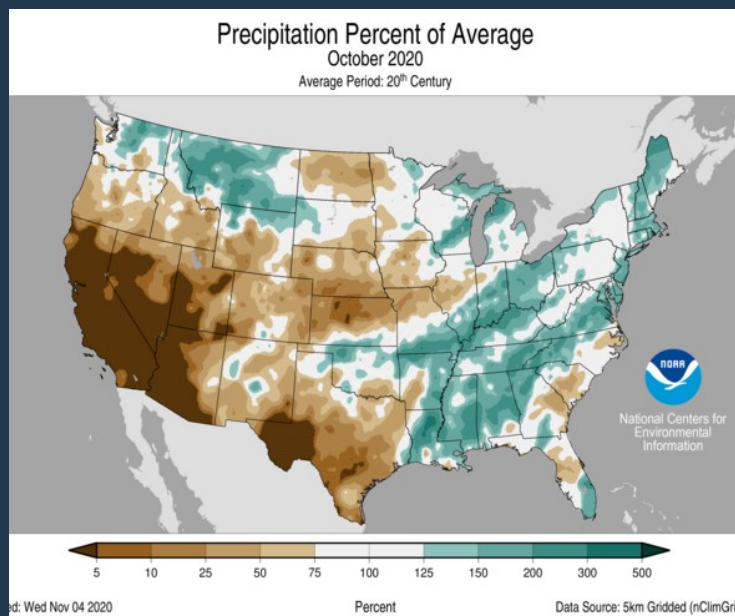 Precipitation Percent of Average
October 2020
Average Period: 20th Century
NOAA
National Centers for
Environmental
Information
5 10 25 50 75 100 125 150 200 300 500
ed: Wed Nov 04 2020 Percent Data Source: 5km Gridded (nClimGri